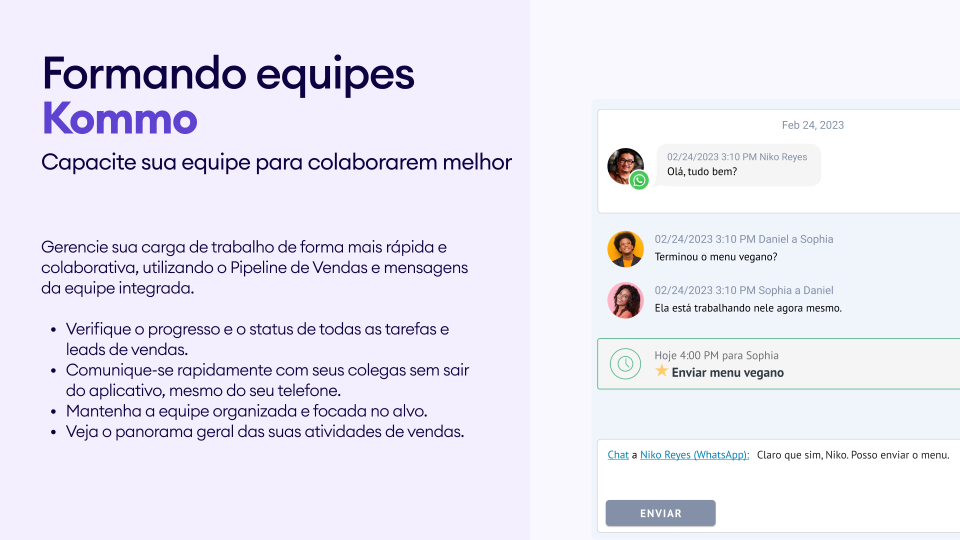 Formando equipes
Kommo
Capacite sua equipe para colaborarem melhor
Gerencie sua carga de trabalho de forma mais rápida e
colaborativa, utilizando o Pipeline de Vendas e mensagens
da equipe integrada.
• Verifique o progresso e o status de todas as tarefas e
leads de vendas.
• Comunique-se rapidamente com seus colegas sem sair
do aplicativo, mesmo do seu telefone.
• Mantenha a equipe organizada e focada no alvo.
• Veja o panorama geral das suas atividades de vendas.
Feb 24, 2023
02/24/2023 3:10 PM Niko Reyes
Olá, tudo bem?
02/24/2023 3:10 PM Daniel a Sophia
Terminou o menu vegano?
02/24/2023 3:10 PM Sophia a Daniel
Ela está trabalhando nele agora mesmo.
Hoje 4:00 PM para Sophia
Enviar menu vegano
Chat a Niko Reyes (WhatsApp): Claro que sim, Niko. Posso enviar o menu.
ENVIAR